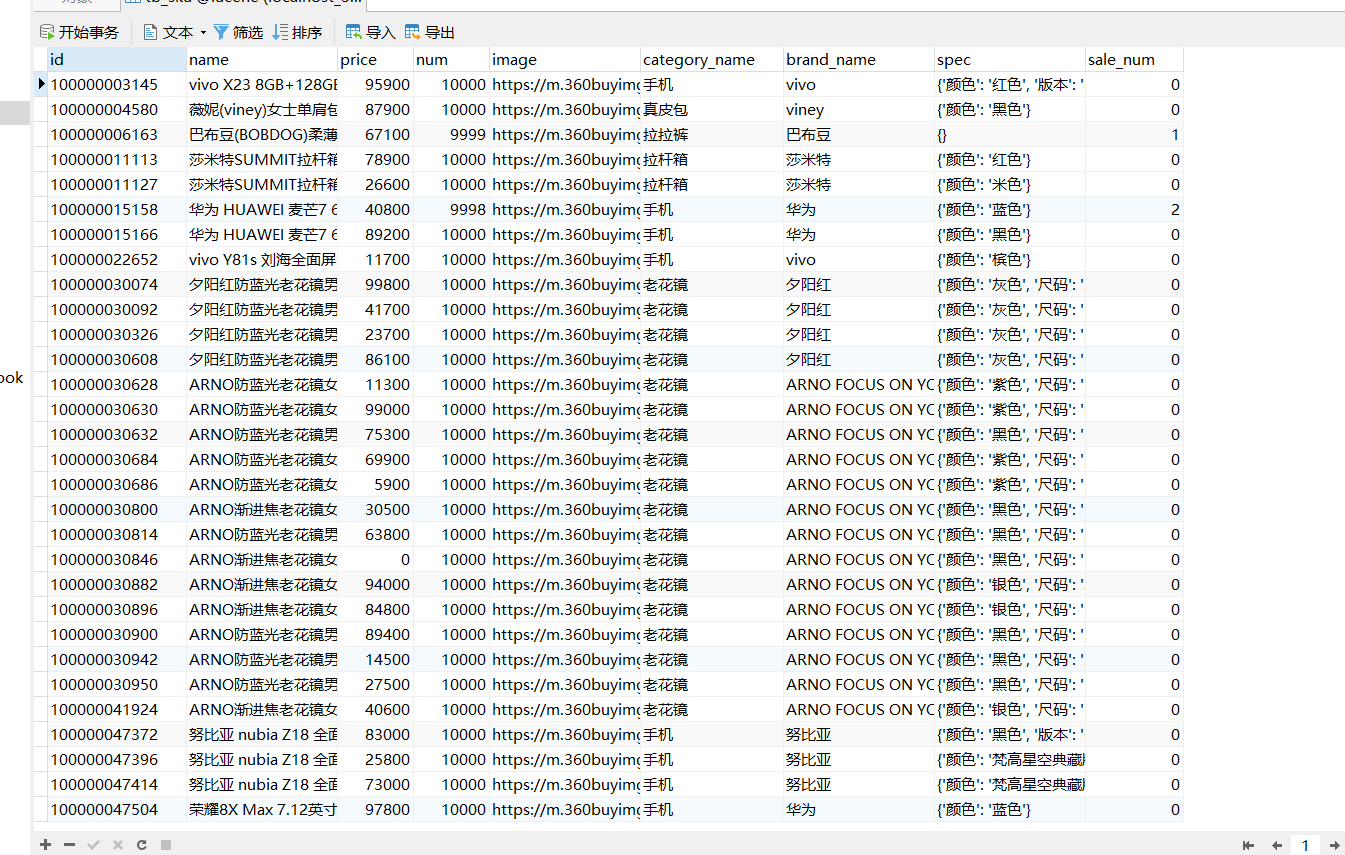 开始事务 文本 筛选 排序 导入 导出
id name price num image category_name brand_name spec sale_num
100000003145 vivo X23 8GB+128GB 95900 10000 https://m.360buyimg 手机 vivo {'颜色': '红色', '版本': ' 0
100000004580 薇妮(viney)女士单肩包 87900 10000 https://m.360buyimg 真皮包 viney {'颜色': '黑色'} 0
100000006163 巴布豆(BOBDOG)柔薄 67100 9999 https://m.360buyimg 拉拉裤 巴布豆 {} 1
100000011113 莎米特SUMMIT拉杆箱 78900 10000 https://m.360buyimg 拉杆箱 莎米特 {'颜色': '红色'} 0
100000011127 莎米特SUMMIT拉杆箱 26600 10000 https://m.360buyimg 拉杆箱 莎米特 {'颜色': '米色'} 0
100000015158 华为 HUAWEI 麦芒7 6 40800 9998 https://m.360buyimg 手机 华为 {'颜色': '蓝色'} 2
100000015166 华为 HUAWEI 麦芒7 6 89200 10000 https://m.360buyimg 手机 华为 {'颜色': '黑色'} 0
100000022652 vivo Y81s 刘海全面屏 11700 10000 https://m.360buyimg 手机 vivo {'颜色': '槟色'} 0
100000030074 夕阳红防蓝光老花镜男 99800 10000 https://m.360buyimg 老花镜 夕阳红 {'颜色': '灰色', '尺码': ' 0
100000030092 夕阳红防蓝光老花镜男 41700 10000 https://m.360buyimg 老花镜 夕阳红 {'颜色': '灰色', '尺码': ' 0
100000030326 夕阳红防蓝光老花镜男 23700 10000 https://m.360buyimg 老花镜 夕阳红 {'颜色': '灰色', '尺码': ' 0
100000030608 夕阳红防蓝光老花镜男 86100 10000 https://m.360buyimg 老花镜 夕阳红 {'颜色': '灰色', '尺码': ' 0
ook
100000030628 ARNO防蓝光老花镜女 11300 10000 https://m.360buyimg 老花镜 ARNO FOCUS ON YO {'颜色': '紫色', '尺码': ' 0
100000030630 ARNO防蓝光老花镜女 99000 10000 https://m.360buyimg 老花镜 ARNO FOCUS ON YO {'颜色': '紫色', '尺码': ' 0
100000030632 ARNO防蓝光老花镜男 75300 10000 https://m.360buyimg 老花镜 ARNO FOCUS ON YO {'颜色': '黑色', '尺码': ' 0
100000030684 ARNO防蓝光老花镜女 69900 10000 https://m.360buyimg 老花镜 ARNO FOCUS ON YO {'颜色': '紫色', '尺码': ' 0
100000030686 ARNO防蓝光老花镜女 5900 10000 https://m.360buyimg 老花镜 ARNO FOCUS ON YO {'颜色': '紫色', '尺码': ' 0
100000030800 ARNO渐进焦老花镜女 30500 10000 https://m.360buyimg 老花镜 ARNO FOCUS ON YO {'颜色': '黑色', '尺码': ' 0
100000030814 ARNO防蓝光老花镜男 63800 10000 https://m.360buyimg 老花镜 ARNO FOCUS ON YO {'颜色': '黑色', '尺码': ' 0
100000030846 ARNO渐进焦老花镜女 0 10000 https://m.360buyimg 老花镜 ARNO FOCUS ON YO {'颜色': '黑色', '尺码': ' 0
100000030882 ARNO渐进焦老花镜女 94000 10000 https://m.360buyimg 老花镜 ARNO FOCUS ON YO {'颜色': '银色', '尺码': ' 0
100000030896 ARNO渐进焦老花镜女 84800 10000 https://m.360buyimg 老花镜 ARNO FOCUS ON YO {'颜色': '银色', '尺码': ' 0
100000030900 ARNO防蓝光老花镜男 89400 10000 https://m.360buyimg 老花镜 ARNO FOCUS ON YO {'颜色': '黑色', '尺码': ' 0
100000030942 ARNO防蓝光老花镜男 14500 10000 https://m.360buyimg 老花镜 ARNO FOCUS ON YO {'颜色': '黑色', '尺码': ' 0
100000030950 ARNO防蓝光老花镜男 27500 10000 https://m.360buyimg 老花镜 ARNO FOCUS ON YO {'颜色': '黑色', '尺码': ' 0
100000041924 ARNO渐进焦老花镜女 40600 10000 https://m.360buyimg 老花镜 ARNO FOCUS ON YO {'颜色': '银色', '尺码': ' 0
100000047372 努比亚 nubia Z18 全面 83000 10000 https://m.360buyimg 手机 努比亚 {'颜色': '黑色', '版本': ' 0
100000047396 努比亚 nubia Z18 全面 25800 10000 https://m.360buyimg 手机 努比亚 {'颜色': '梵高星空典藏版 0
100000047414 努比亚 nubia Z18 全面 73000 10000 https://m.360buyimg 手机 努比亚 {'颜色': '梵高星空典藏版 0
100000047504 荣耀8X Max 7.12英寸 97800 10000 https://m.360buyimg 手机 华为 {'颜色': '蓝色'} 0
1